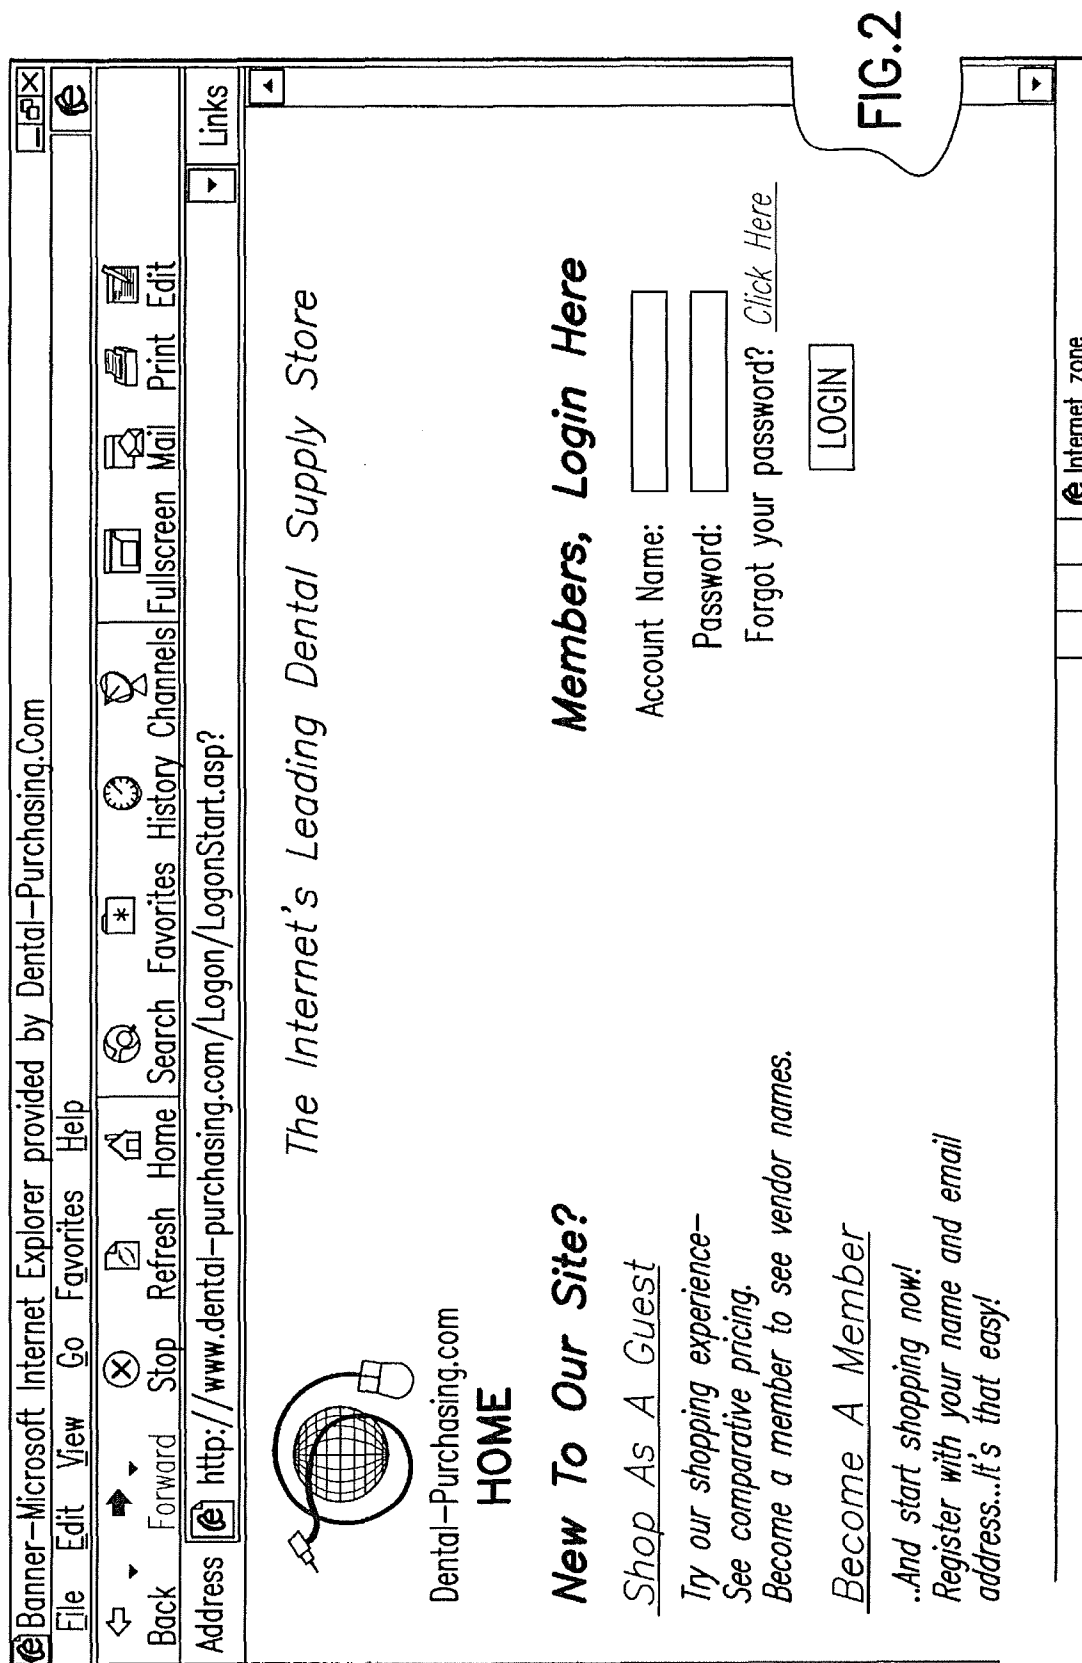 Banner-Microsoft Internet Explorer provided by Dental-Purchasing.Com
File Edit View Go Favorites Help
Back Forward Stop Refresh Home Search Favorites History Channels Fullscreen Mail Print Edit
Address http://www.dental-purchasing.com/Logon/LogonStart.asp? Links
The Internet's Leading Dental Supply Store
Dental-Purchasing.com
HOME
New To Our Site?
Shop As A Guest
Try our shopping experience-
See comparative pricing.
Become a member to see vendor names.
Become A Member
..And start shopping now!
Register with your name and email
address...It's that easy!
Members, Login Here
Account Name:
Password:
Forgot your password? Click Here
LOGIN
Internet zone
FIG.2